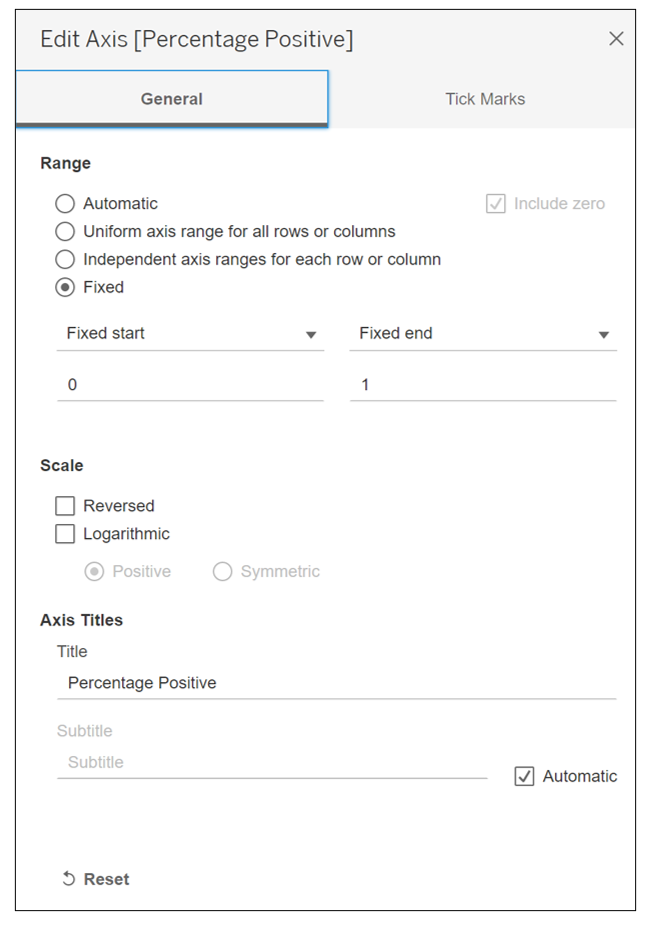 Edit Axis [Percentage Positive]
General Tick Marks
Range
Automatic Include zero
Uniform axis range for all rows or columns
Independent axis ranges for each row or column
Fixed
Fixed start Fixed end
0 1
Scale
Reversed
Logarithmic
Positive Symmetric
Axis Titles
Title
Percentage Positive
Subtitle
Subtitle
Automatic
Reset